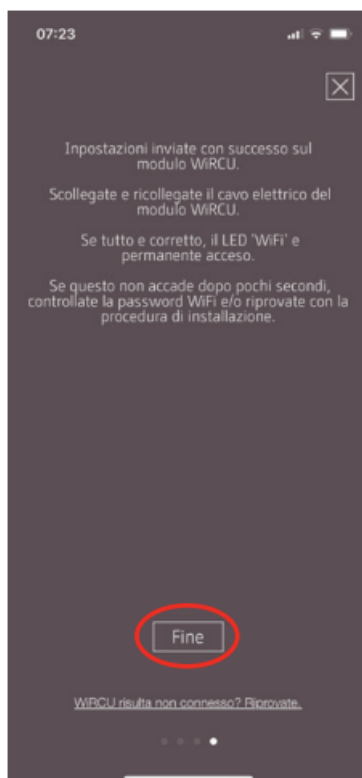 07:23
Inpostazioni inviate con successo sul
modulo WiRCU.
Scollegate e ricollegate il cavo elettrico del
modulo WiRCU.
Se tutto e corretto, il LED 'WiFi' e
permanente acceso.
Se questo non accade dopo pochi secondi,
controllate la password WiFi e/o riprovate con la
procedura di installazione.
Fine
WiRCU risulta non connesso? Riprovate.